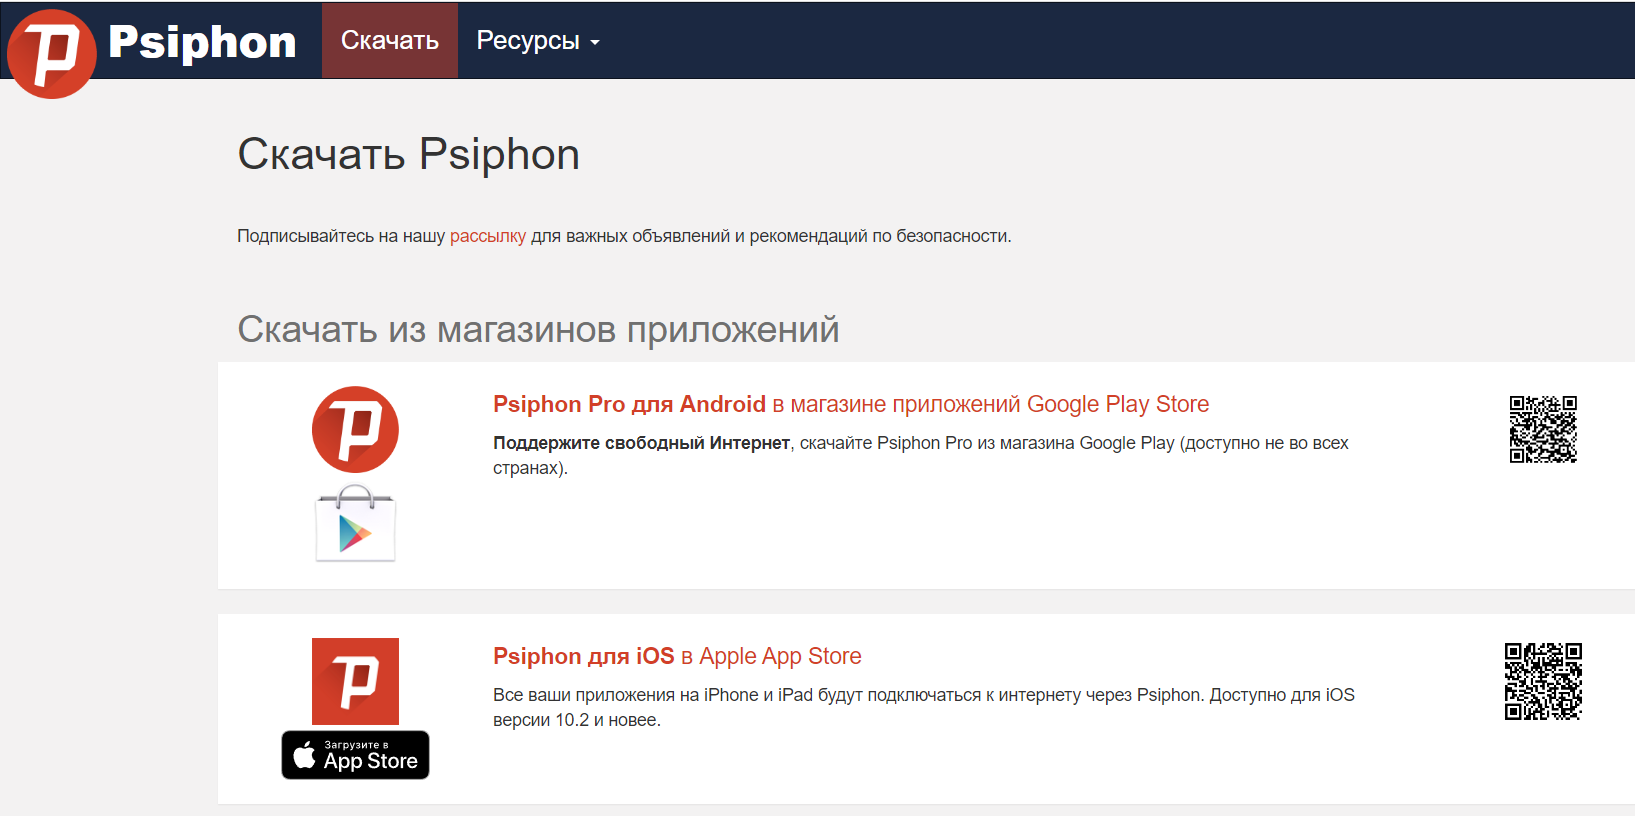 Psiphon Скачать Ресурсы
Скачать Psiphon
Подписывайтесь на нашу рассылку для важных объявлений и рекомендаций по безопасности.
Скачать из магазинов приложений
Psiphon Pro для Android в магазине приложений Google Play Store
Поддержите свободный Интернет, скачайте Psiphon Pro из магазина Google Play (доступно не во всех
странах).
Psiphon для iOS в Apple App Store
Все ваши приложения на iPhone и iPad будут подключаться к интернету через Psiphon. Доступно для iOS
версии 10.2 и новее.
Загрузите в
App Store